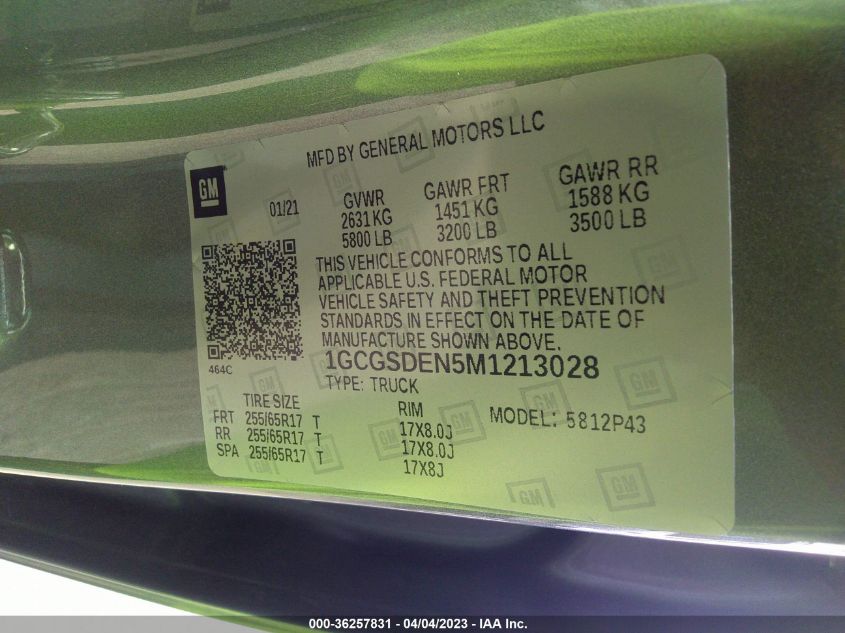 MFD BY GENERAL MOTORS LLC
GM
01/21
GVWR GAWR FRT GAWR RR
2631 KG 1451 KG 1588 KG
5800 LB 3200 LB 3500 LB
THIS VEHICLE CONFORMS TO ALL
APPLICABLE U.S. FEDERAL MOTOR
VEHICLE SAFETY AND THEFT PREVENTION
STANDARDS IN EFFECT ON THE DATE OF
MANUFACTURE SHOWN ABOVE.
464C
1GCGSDEN5M1213028
TYPE: TRUCK
TIRE SIZE RIM MODEL: 5812P43
FRT 255/65R17 T 17X8.0J
RR 255/65R17 T 17X8.0J
SPA 255/65R17 T 17X8J
GM GM
000-36257831 - 04/04/2023 - IAA Inc.